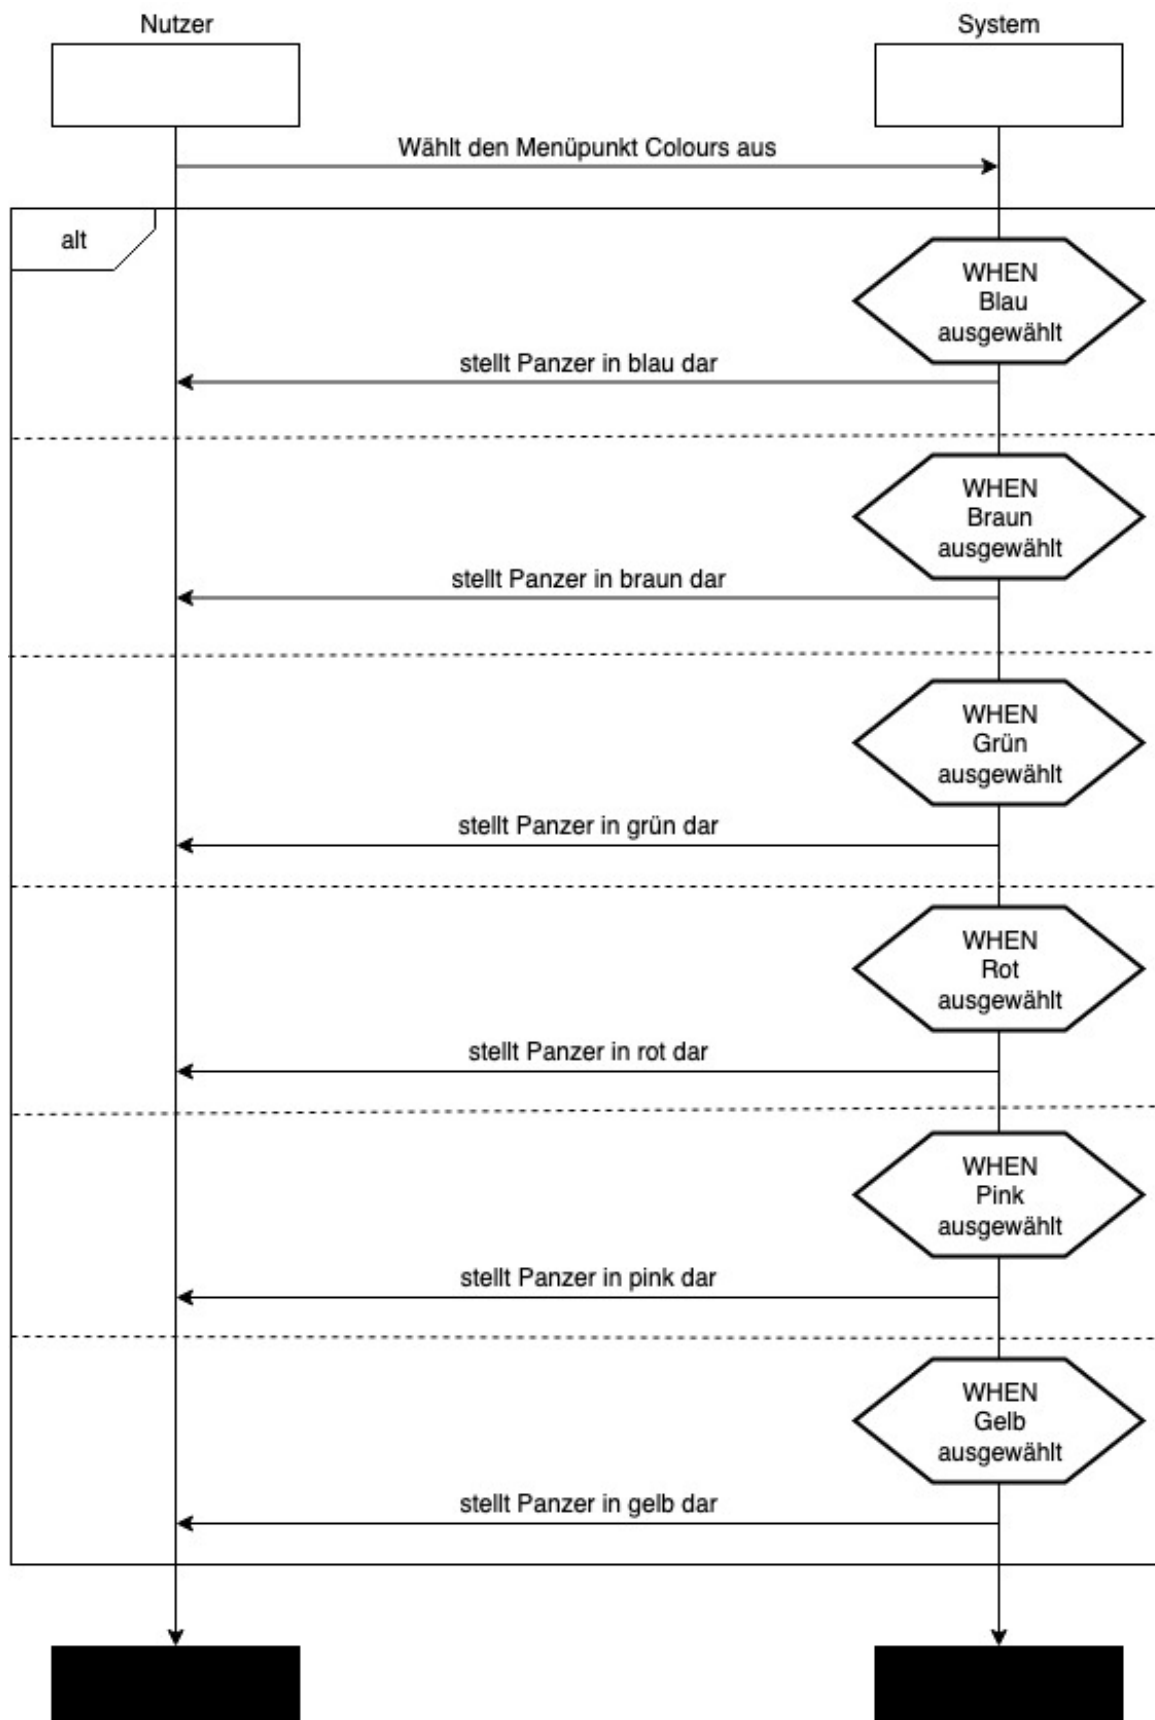 Nutzer
System
Wählt den Menüpunkt Colours aus
alt
WHEN
Blau
ausgewählt
stellt Panzer in blau dar
WHEN
Braun
ausgewählt
stellt Panzer in braun dar
WHEN
Grün
ausgewählt
stellt Panzer in grün dar
WHEN
Rot
ausgewählt
stellt Panzer in rot dar
WHEN
Pink
ausgewählt
stellt Panzer in pink dar
WHEN
Gelb
ausgewählt
stellt Panzer in gelb dar